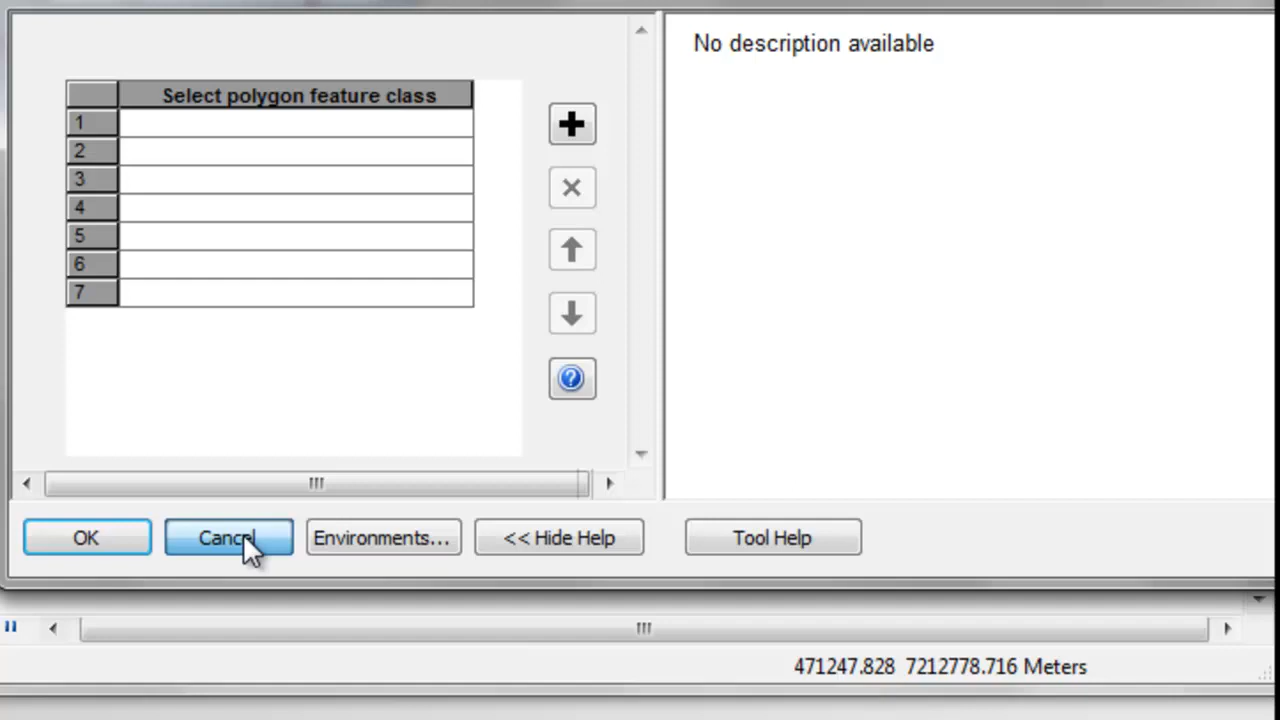 No description available
Select polygon feature class
1
2
3
4
5
6
7
OK Cancel Environments... << Hide Help Tool Help
471247.828 7212778.716 Meters